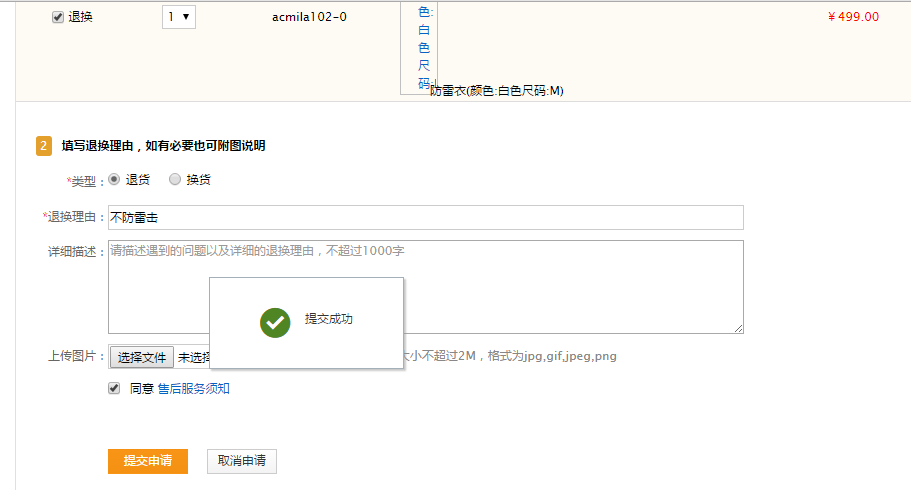 退换 1 acmila102-0 ￥499.00
色:
白
色
尺
码:
防雷衣(颜色:白色尺码:M)
2 填写退换理由，如有必要也可附图说明
*类型： 退货 换货
*退换理由： 不防雷击
详细描述： 请描述遇到的问题以及详细的退换理由，不超过1000字
提交成功
上传图片： 选择文件 未选 大小不超过2M，格式为jpg,gif,jpeg,png
同意 售后服务须知
提交申请 取消申请